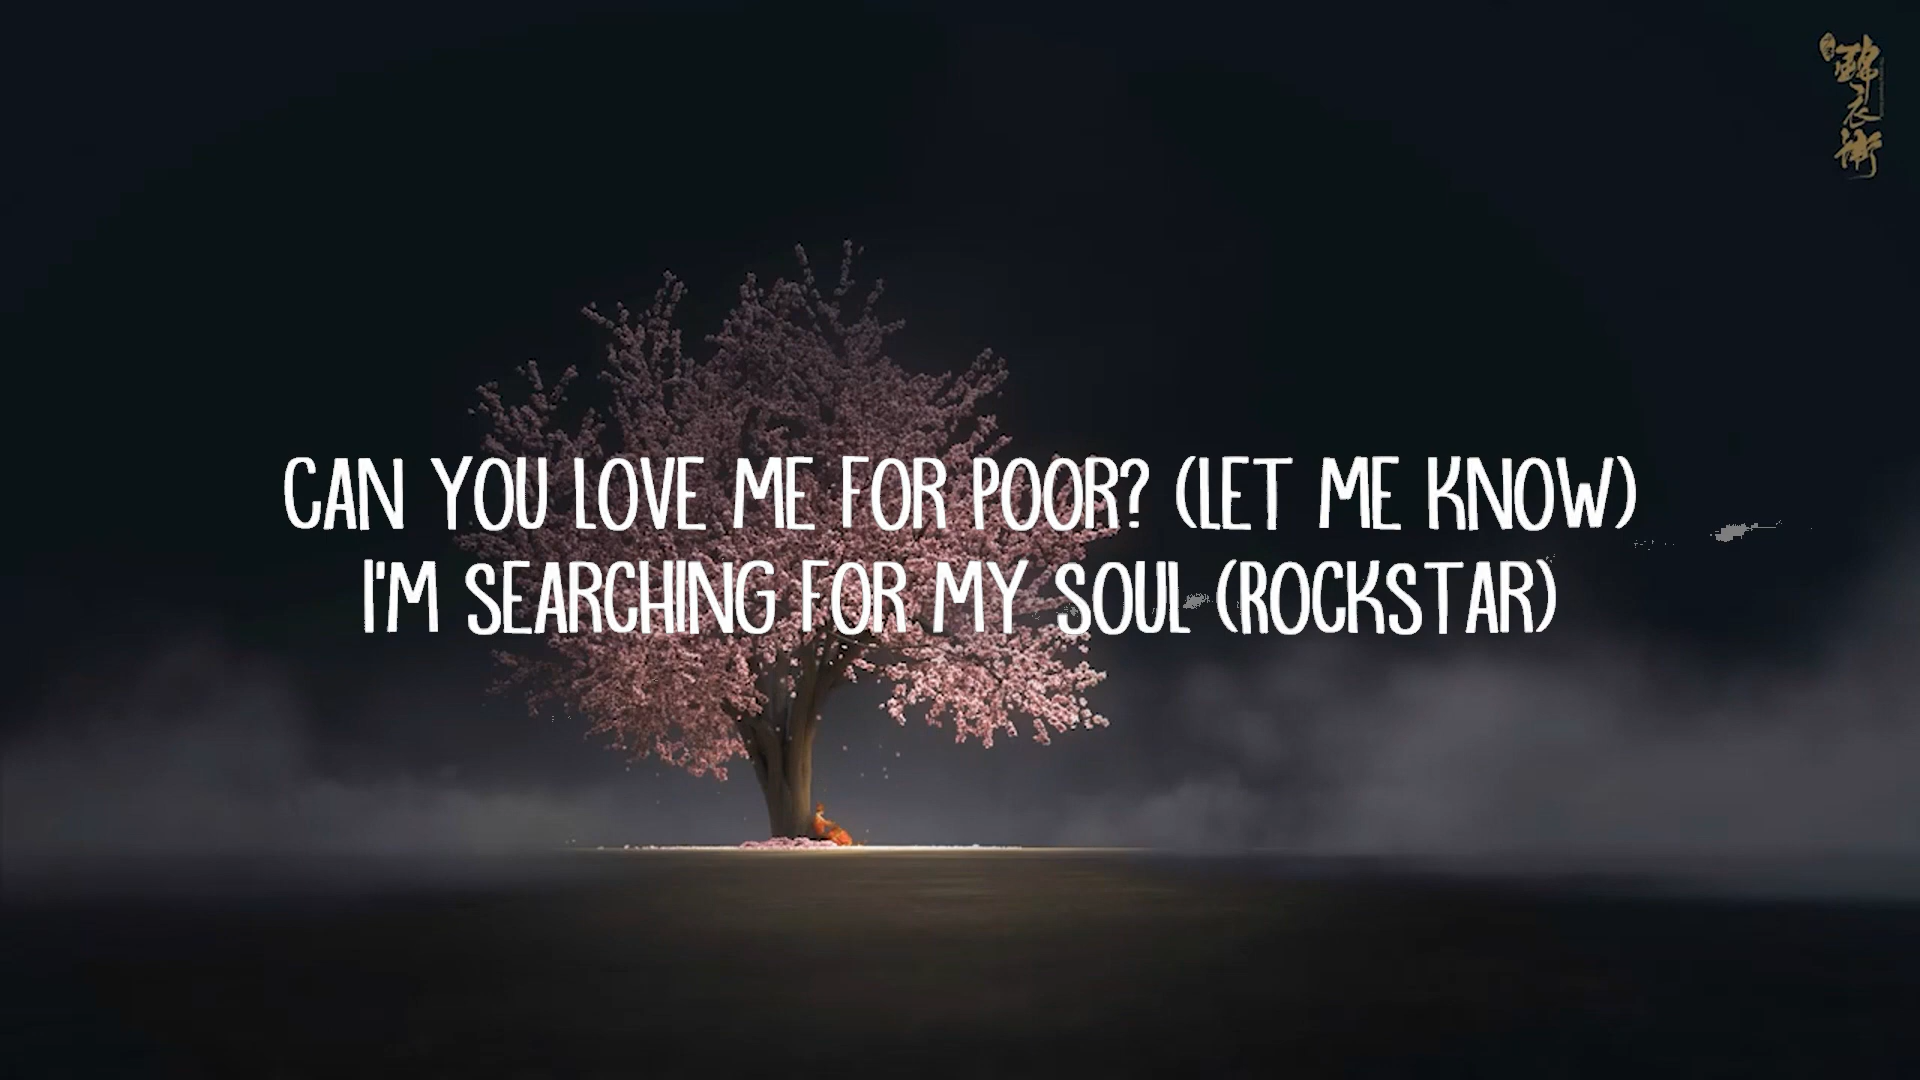 CAN YOU LOVE ME FOR POOR? (LET ME KNOW)
I'M SEARCHING FOR MY SOUL (ROCKSTAR)
錦衣衛